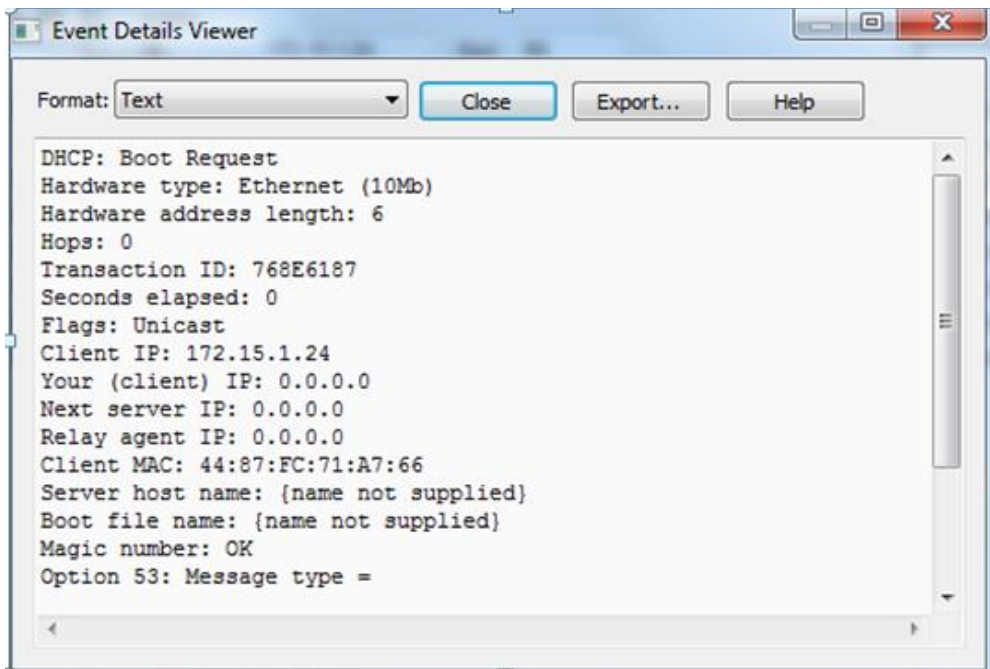 Event Details Viewer
Format: Text Close Export... Help
DHCP: Boot Request
Hardware type: Ethernet (10Mb)
Hardware address length: 6
Hops: 0
Transaction ID: 768E6187
Seconds elapsed: 0
Flags: Unicast
Client IP: 172.15.1.24
Your (client) IP: 0.0.0.0
Next server IP: 0.0.0.0
Relay agent IP: 0.0.0.0
Client MAC: 44:87:FC:71:A7:66
Server host name: {name not supplied}
Boot file name: {name not supplied}
Magic number: OK
Option 53: Message type =